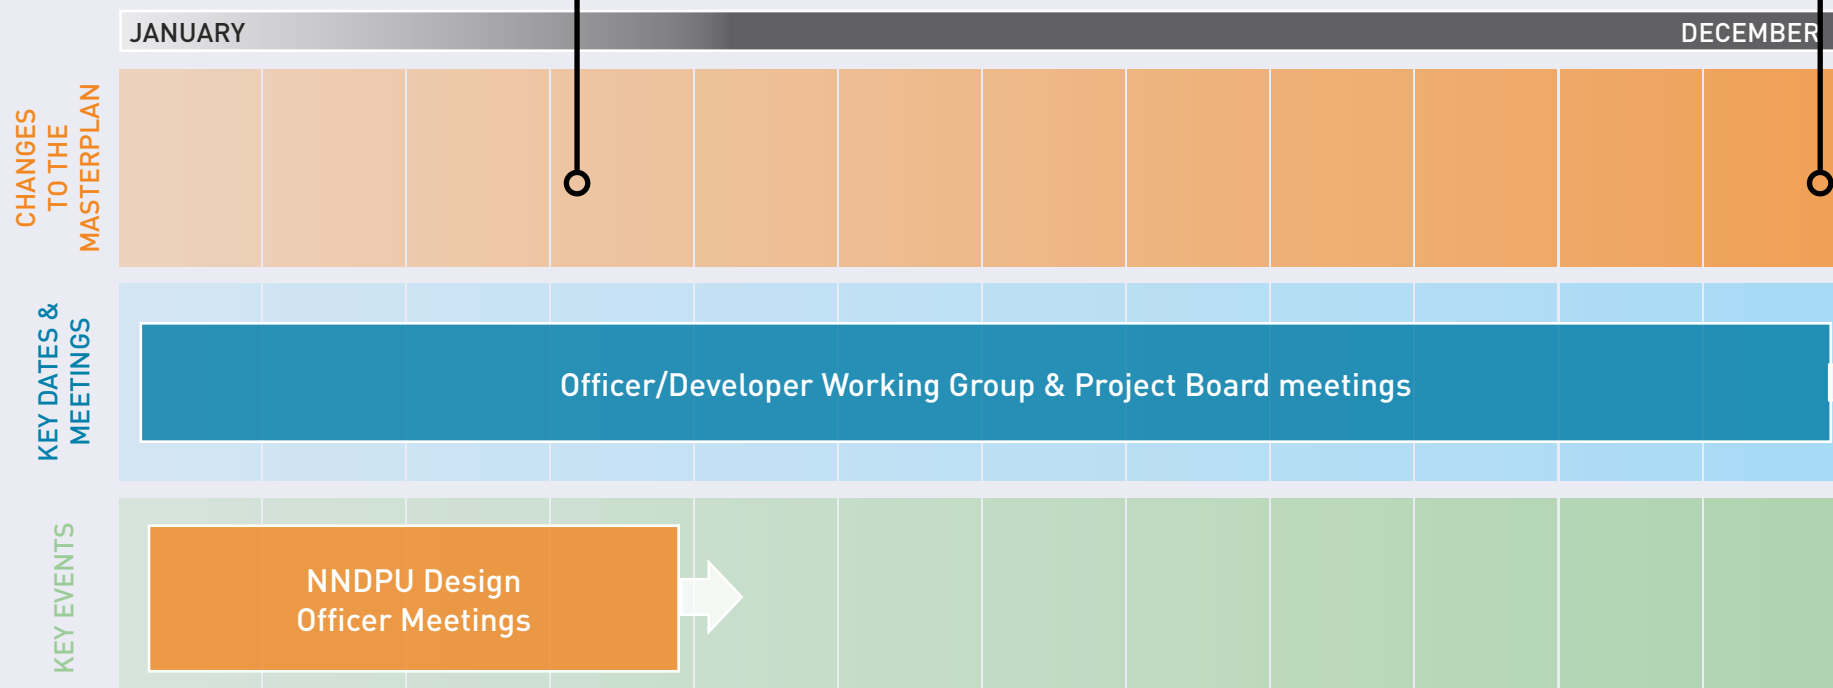 JANUARY
DECEMBER
CHANGES
TO THE
MASTERPLAN
KEY DATES &
MEETINGS
Officer/Developer Working Group & Project Board meetings
KEY EVENTS
NNDPU Design
Officer Meetings